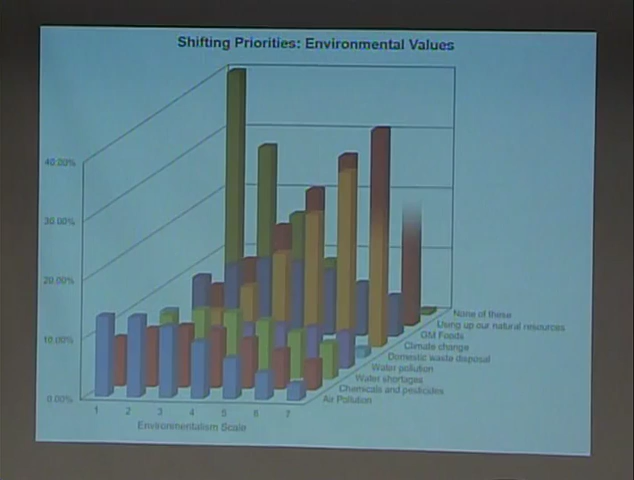 Shifting Priorities: Environmental Values
40.00%
30.00%
20.00%
10.00%
0.00%
1 2 3 4 5 6 7
Environmentalism Scale
None of these
Using up our natural resources
GM Foods
Climate change
Domestic waste disposal
Water pollution
Water shortages
Chemicals and pesticides
Air Pollution